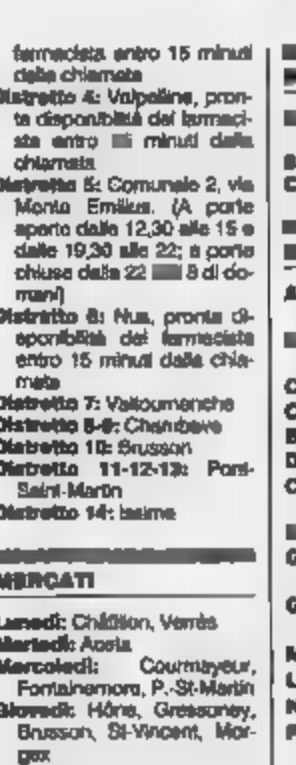 farmacista entro 15 minuti
dalla chiamata
Distretto 4: Valpelline, pron-
ta disponibilità del farmaci-
sta entro minuti dalla
chiamata
Distretto 5: Comunale 2, via
Monte Emilius. (A porte
aperte dalle 12,30 alle 15 e
dalle 19,30 alle 22; a porte
chiuse dalle 22 8 di do-
mani)
Distretto 6: Nus, pronta di-
sponibilità del farmacista
entro 15 minuti dalla chia-
mata
Distretto 7: Valtournenche
Distretto 8-9: Chambave
Distretto 10: Brusson
Distretto 11-12-13: Pont-
Saint-Martin
Distretto 14: Issime
MERCATI
Lunedì: Châtillon, Verrès
Martedì: Aosta
Mercoledì: Courmayeur,
Fontainemore, P.-St-Martin
Giovedì: Hône, Gressoney,
Brusson, St-Vincent, Mor-
gex